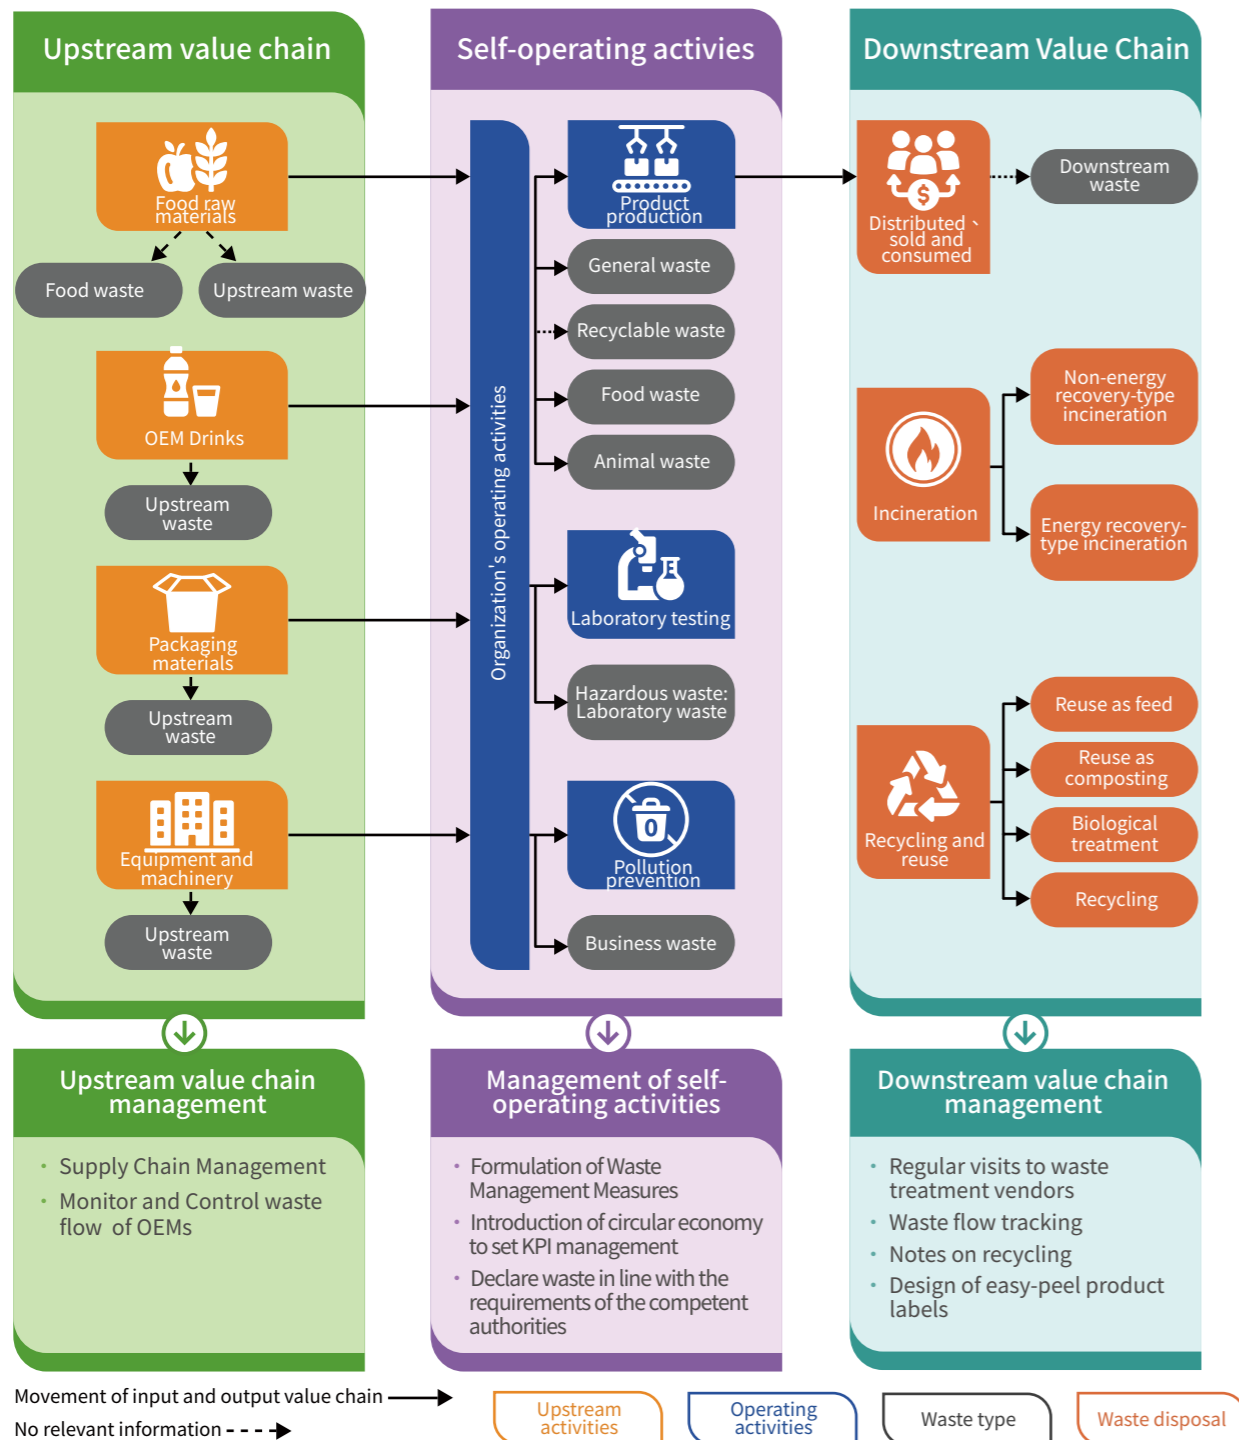 Upstream value chain
Food raw
materials
Food waste
Upstream waste
OEM Drinks
Upstream
waste
Packaging
materials
Upstream
waste
Equipment and
machinery
Upstream
waste
Self-operating activies
Organization's operating activities
Product
production
General waste
Recyclable waste
Food waste
Animal waste
E
Laboratory testing
Hazardous waste:
Laboratory waste
0
Pollution
prevention
Business waste
Downstream Value Chain
$
Distributed、
sold and
consumed
Downstream
waste
Incineration
Non-energy
recovery-type
incineration
Energy recovery-
type incineration
Recycling and
reuse
Reuse as feed
Reuse as
composting
Biological
treatment
Recycling
Upstream value chain
management
• Supply Chain Management
• Monitor and Control waste
flow of OEMs
Management of self-
operating activities
• Formulation of Waste
Management Measures
• Introduction of circular economy
to set KPI management
• Declare waste in line with the
requirements of the competent
authorities
Downstream value chain
management
• Regular visits to waste
treatment vendors
• Waste flow tracking
• Notes on recycling
• Design of easy-peel product
labels
Movement of input and output value chain
No relevant information
Upstream
activities
Operating
activities
Waste type
Waste disposal